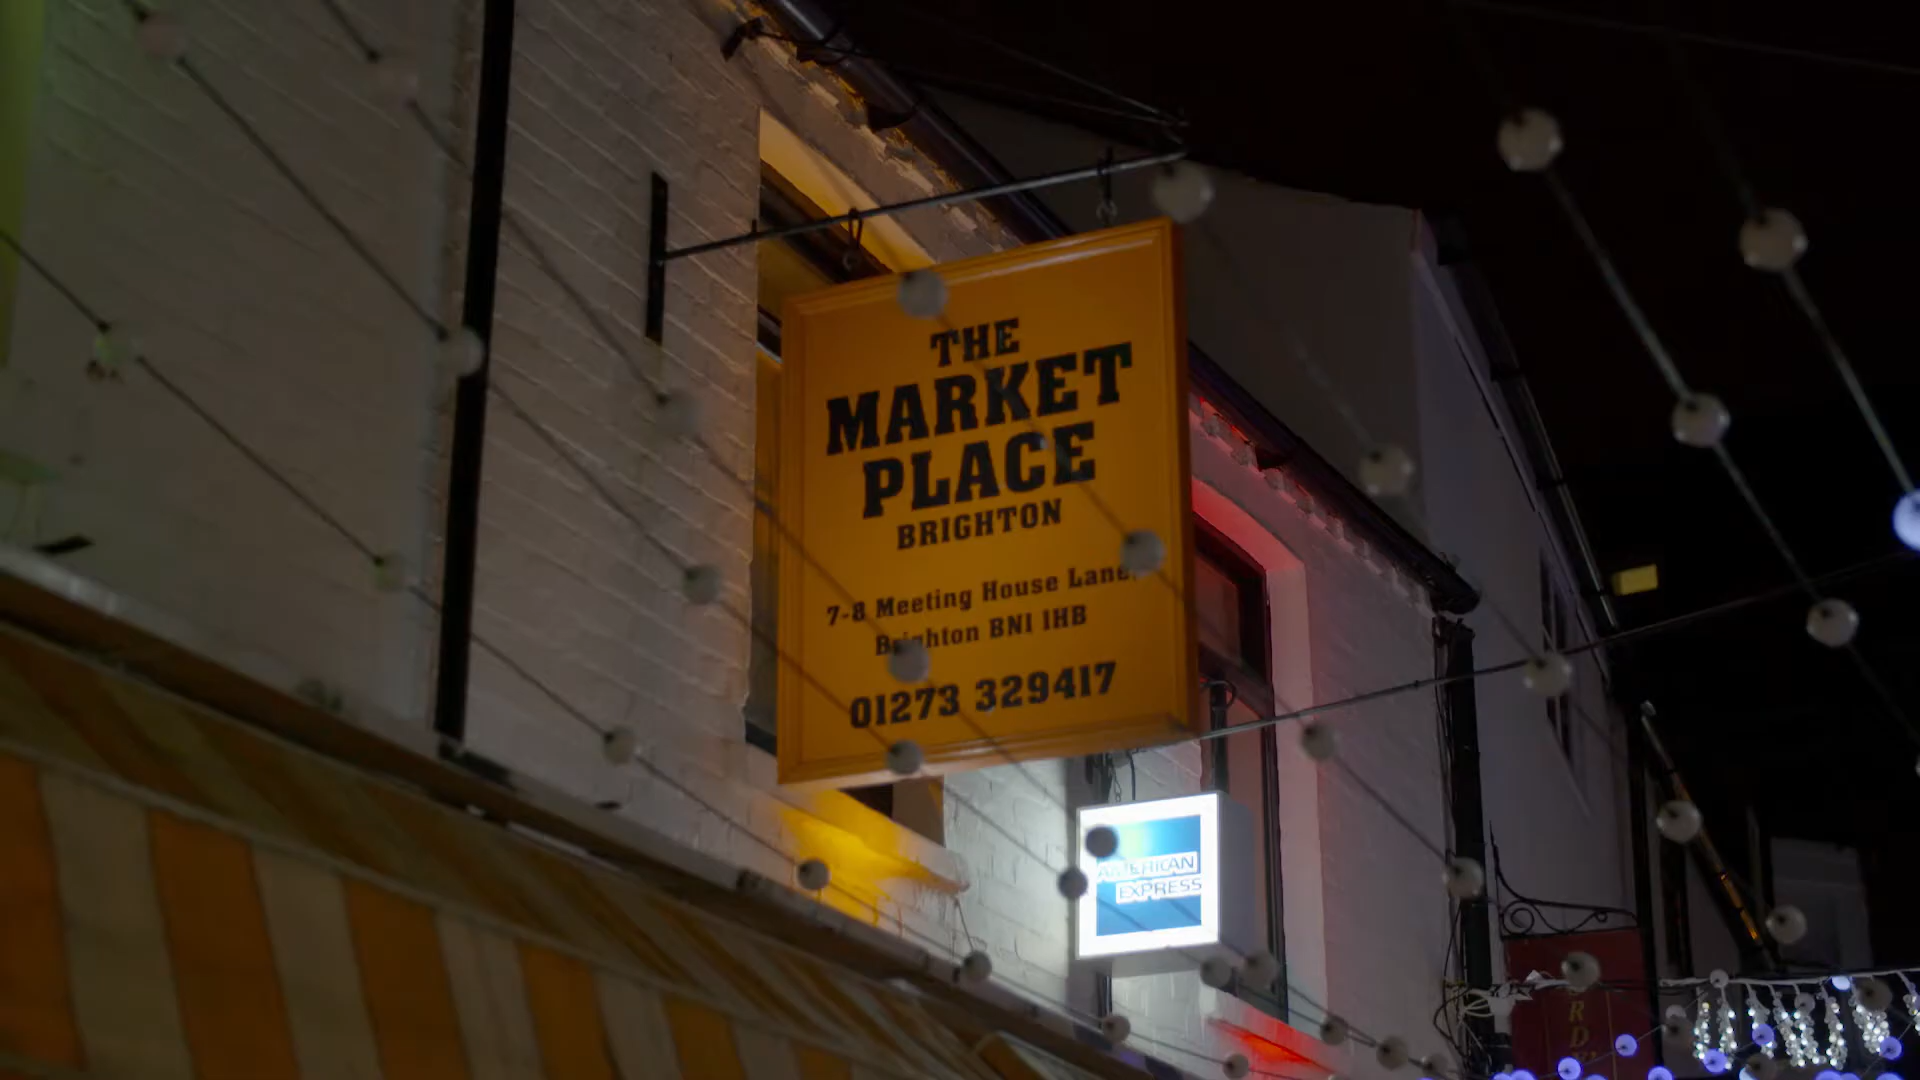 THE
MARKET
PLACE
BRIGHTON
7-8 Meeting House Lane,
Brighton BN1 1HB
01273 329417
AMERICAN
EXPRESS